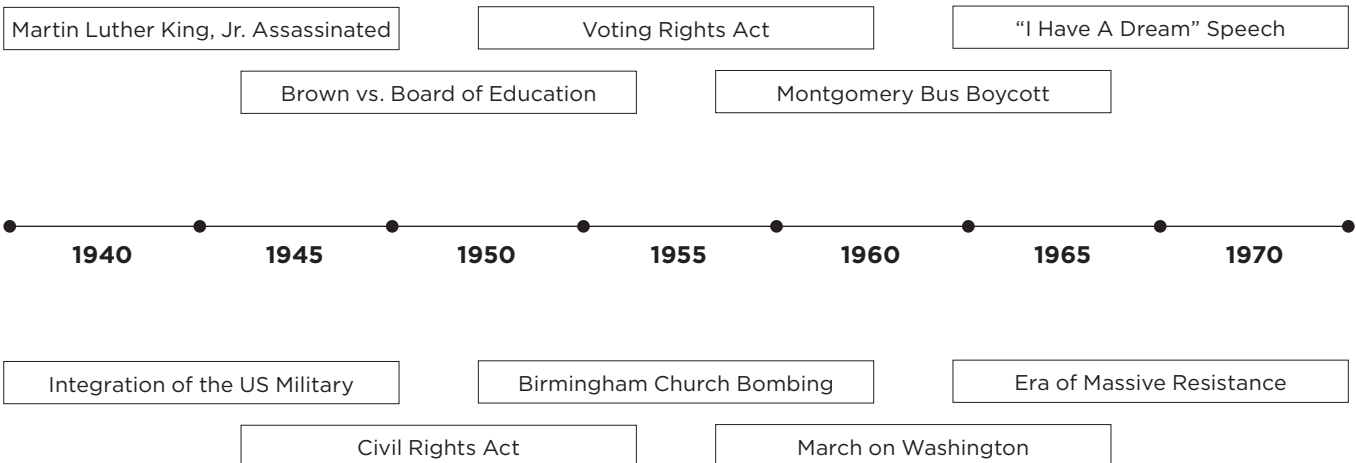 Martin Luther King, Jr. Assassinated
Voting Rights Act
“I Have A Dream” Speech
Brown vs. Board of Education
Montgomery Bus Boycott
1940 1945 1950 1955 1960 1965 1970
Integration of the US Military
Birmingham Church Bombing
Era of Massive Resistance
Civil Rights Act
March on Washington